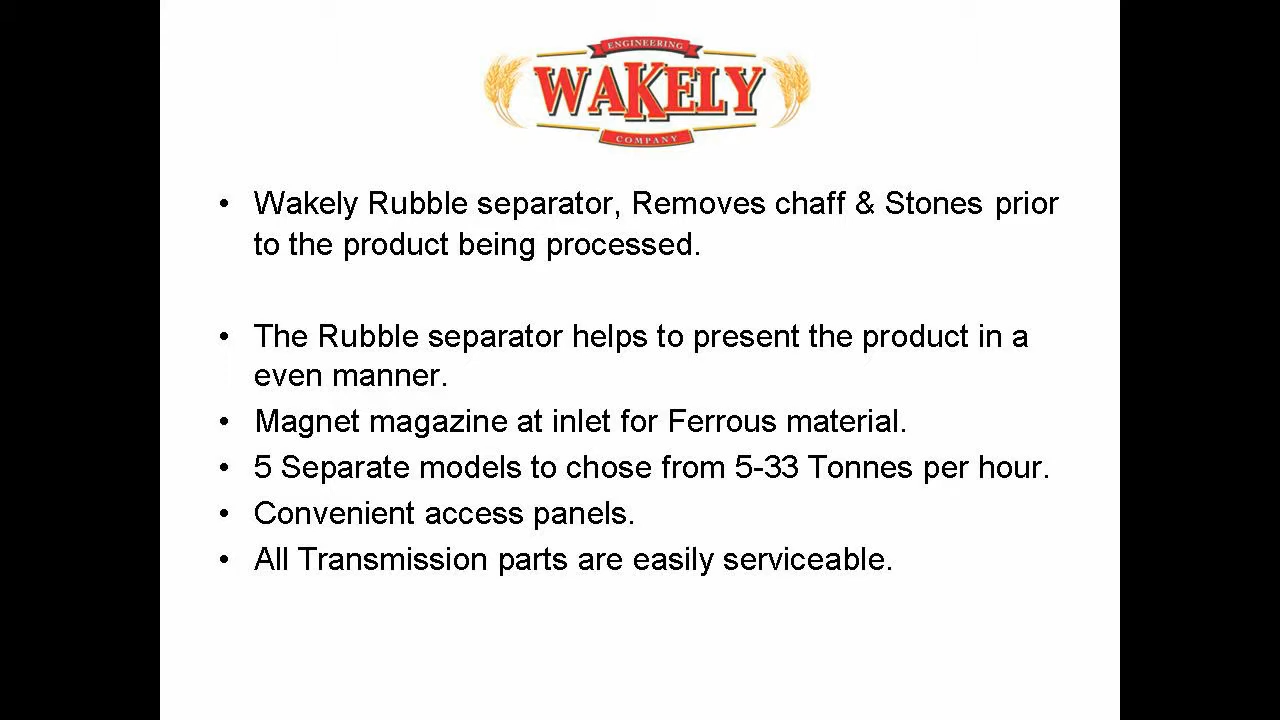 ENGINEERING
WAKELY
COMPANY
• Wakely Rubble separator, Removes chaff & Stones prior
to the product being processed.
• The Rubble separator helps to present the product in a
even manner.
• Magnet magazine at inlet for Ferrous material.
• 5 Separate models to chose from 5-33 Tonnes per hour.
• Convenient access panels.
• All Transmission parts are easily serviceable.